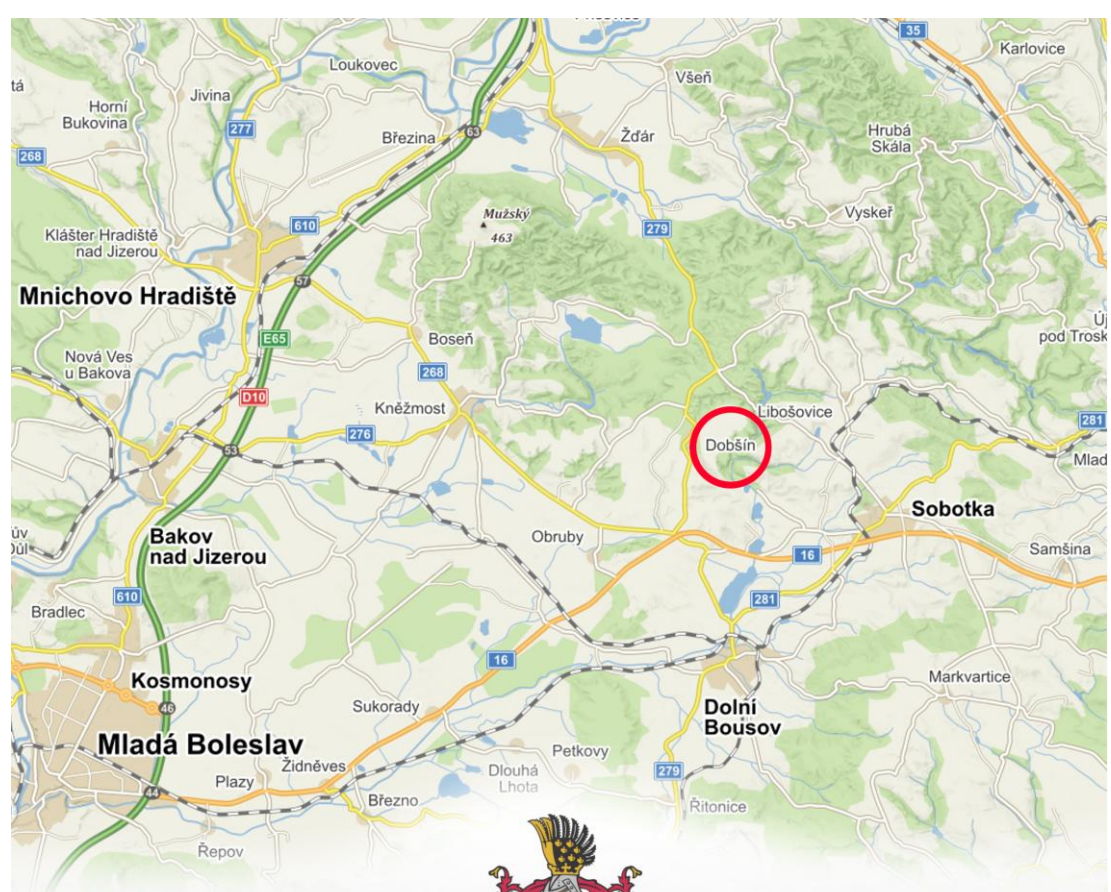 35
Karlovice
Loukovec
Všeň
Jivina
Horní
Bukovina
277
Březina
63
Žďár
Hrubá
Skála
268
Mužský
463
Vyskeř
610
279
Klášter Hradiště
nad Jizerou
57
Mnichovo Hradiště
E65
Boseň
pod Trosk
Nová Ves
u Bakova
268
D10
Kněžmost
Libošovice
281
276
53
Dobšín
Mlad
Sobotka
Bakov
nad Jizerou
Obruby
16
Samšina
610
281
Bradlec
16
Kosmonosy
Markvartice
46
Sukorady
Dolní
Bousov
Mladá Boleslav
Židněves
Petkovy
279
Plazy
Dlouhá
Lhota
44
Březno
Řitonice
Řepov